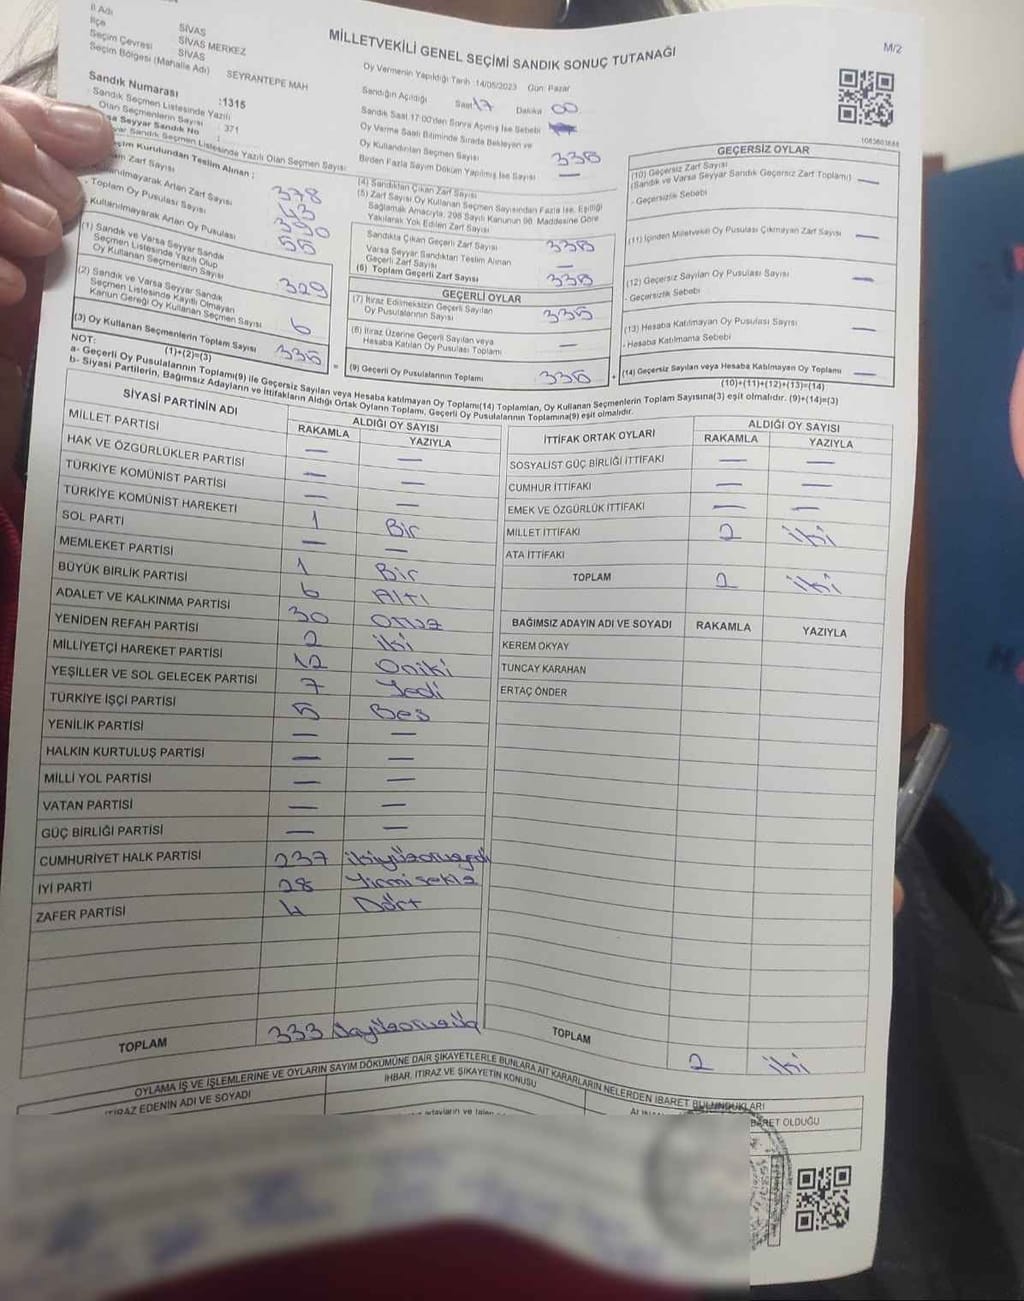 MİLLETVEKİLİ GENEL SEÇİMİ SANDIK SONUÇ TUTANAĞI
M/2
İl Adı SİVAS
İlçe SİVAS MERKEZ
Seçim Çevresi SİVAS
Seçim Bölgesi (Mahalle Adı) SEYRANTEPE MAH
Sandık Numarası :1315
Sandık Seçmen Listesinde Yazılı
Olan Seçmenlerin Sayısı : 371
Seyyar Sandık No :
Sandık Seçmen Listesinde Yazılı Olan Seçmen Sayısı:
Kurulundan Teslim Alınan :
Zarf Sayısı 378
Artan Zarf Sayısı 43
- Toplam Oy Pusulası Sayısı 390
- Kullanılmayarak Artan Oy Pusulası 55
(1) Sandık ve Varsa Seyyar Sandık
Seçmen Listesinde Yazılı Olup
Oy Kullanan Seçmenlerin Sayısı 329
(2) Sandık ve Varsa Seyyar Sandık
Seçmen Listesinde Kayıtlı Olmayan
Kanun Gereği Oy Kullanan Seçmen Sayısı 6
(3) Oy Kullanan Seçmenlerin Toplam Sayısı 335
(1)+(2)=(3)
Oy Vermenin Yapıldığı Tarih :14/05/2023 Gün: Pazar
Sandığın Açıldığı Saat 17 Dakika 00
Sandık Saat 17:00'den Sonra Açılmış İse Sebebi
Oy Verme Saati Bitiminde Sırada Bekleyen ve
Oy Kullandırılan Seçmen Sayısı
Birden Fazla Sayım Döküm Yapılmış İse Sayısı —
(4) Sandıktan Çıkan Zarf Sayısı
(5) Zarf Sayısı Oy Kullanan Seçmen Sayısından Fazla İse, Eşitliği
Sağlamak Amacıyla, 298 Sayılı Kanunun 98. Maddesine Göre
Yakılarak Yok Edilen Zarf Sayısı
Sandıkta Çıkan Geçerli Zarf Sayısı
Varsa Seyyar Sandıktan Teslim Alınan
Geçerli Zarf Sayısı —
(6) Toplam Geçerli Zarf Sayısı
GEÇERLİ OYLAR
(7) İtiraz Edilmeksizin Geçerli Sayılan
Oy Pusulalarının Sayısı 335
(8) İtiraz Üzerine Geçerli Sayılan veya
Hesaba Katılan Oy Pusulası Toplamı —
(9) Geçerli Oy Pusulalarının Toplamı 335
GEÇERSİZ OYLAR
(10) Geçersiz Zarf Sayısı
(Sandık ve Varsa Seyyar Sandık Geçersiz Zarf Toplamı) —
- Geçersizlik Sebebi
(11) İçinden Milletvekili Oy Pusulası Çıkmayan Zarf Sayısı —
(12) Geçersiz Sayılan Oy Pusulası Sayısı —
- Geçersizlik Sebebi
(13) Hesaba Katılmayan Oy Pusulası Sayısı —
- Hesaba Katılmama Sebebi
(14) Geçersiz Sayılan veya Hesaba Katılmayan Oy Toplamı —
(10)+(11)+(12)+(13)=(14)
NOT:
a- Geçerli Oy Pusulalarının Toplamı(9) ile Geçersiz Sayılan veya Hesaba katılmayan Oy Toplamı(14) Toplamları, Oy Kullanan Seçmenlerin Toplam Sayısına(3) eşit olmalıdır. (9)+(14)=(3)
b- Siyasi Partilerin, Bağımsız Adayların ve İttifakların Aldığı Ortak Oyların Toplamı, Geçerli Oy Pusulalarının Toplamına(9) eşit olmalıdır.
SİYASİ PARTİNİN ADI ALDIĞI OY SAYISI
RAKAMLA YAZIYLA
MİLLET PARTİSİ — —
HAK VE ÖZGÜRLÜKLER PARTİSİ — —
TÜRKİYE KOMÜNİST PARTİSİ — —
TÜRKİYE KOMÜNİST HAREKETİ 1 Bir
SOL PARTİ — —
MEMLEKET PARTİSİ 1 Bir
BÜYÜK BİRLİK PARTİSİ 6 Altı
ADALET VE KALKINMA PARTİSİ 30 Otuz
YENİDEN REFAH PARTİSİ 2 iki
MİLLİYETÇİ HAREKET PARTİSİ 12 Oniki
YEŞİLLER VE SOL GELECEK PARTİSİ 7 Yedi
TÜRKİYE İŞÇİ PARTİSİ 5 Beş
YENİLİK PARTİSİ — —
HALKIN KURTULUŞ PARTİSİ — —
MİLLİ YOL PARTİSİ — —
VATAN PARTİSİ — —
GÜÇ BİRLİĞİ PARTİSİ — —
CUMHURİYET HALK PARTİSİ 237 ikiyüzotuzyedi
İYİ PARTİ 28 Yirmisekiz
ZAFER PARTİSİ 4 Dört
TOPLAM 333 üçyüzotuzüç
İTTİFAK ORTAK OYLARI ALDIĞI OY SAYISI
RAKAMLA YAZIYLA
SOSYALİST GÜÇ BİRLİĞİ İTTİFAKI — —
CUMHUR İTTİFAKI — —
EMEK VE ÖZGÜRLÜK İTTİFAKI — —
MİLLET İTTİFAKI 2 iki
ATA İTTİFAKI
TOPLAM 2 iki
BAĞIMSIZ ADAYIN ADI VE SOYADI RAKAMLA YAZIYLA
KEREM OKYAY
TUNCAY KARAHAN
ERTAÇ ÖNDER
TOPLAM 2 iki
OYLAMA İŞ VE İŞLEMLERİNE VE OYLARIN SAYIM DÖKÜMÜNE DAİR ŞİKAYETLERLE BUNLARA AİT KARARLARIN NELERDEN İBARET BULUNDUKLARI
İTİRAZ EDENİN ADI VE SOYADI
İHBAR, İTİRAZ VE ŞİKAYETİN KONUSU
OLDUĞU